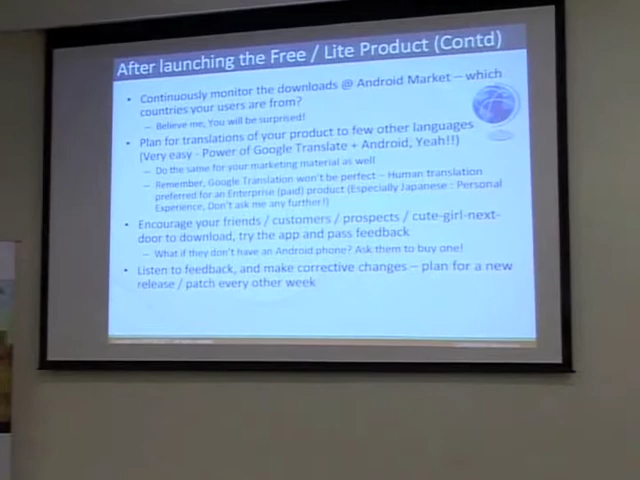 After launching the Free / Lite Product (Contd)
• Continuously monitor the downloads @ Android Market – which
countries your users are from?
– Believe me, You will be surprised!
• Plan for translations of your product to few other languages
(Very easy - Power of Google Translate + Android, Yeah!!)
– Do the same for your marketing material as well
– Remember, Google Translation won't be perfect – Human translation
preferred for an Enterprise (paid) product (Especially Japanese : Personal
Experience, Don't ask me any further!)
• Encourage your friends / customers / prospects / cute-girl-next-
door to download, try the app and pass feedback
– What if they don't have an Android phone? Ask them to buy one!
• Listen to feedback, and make corrective changes – plan for a new
release / patch every other week